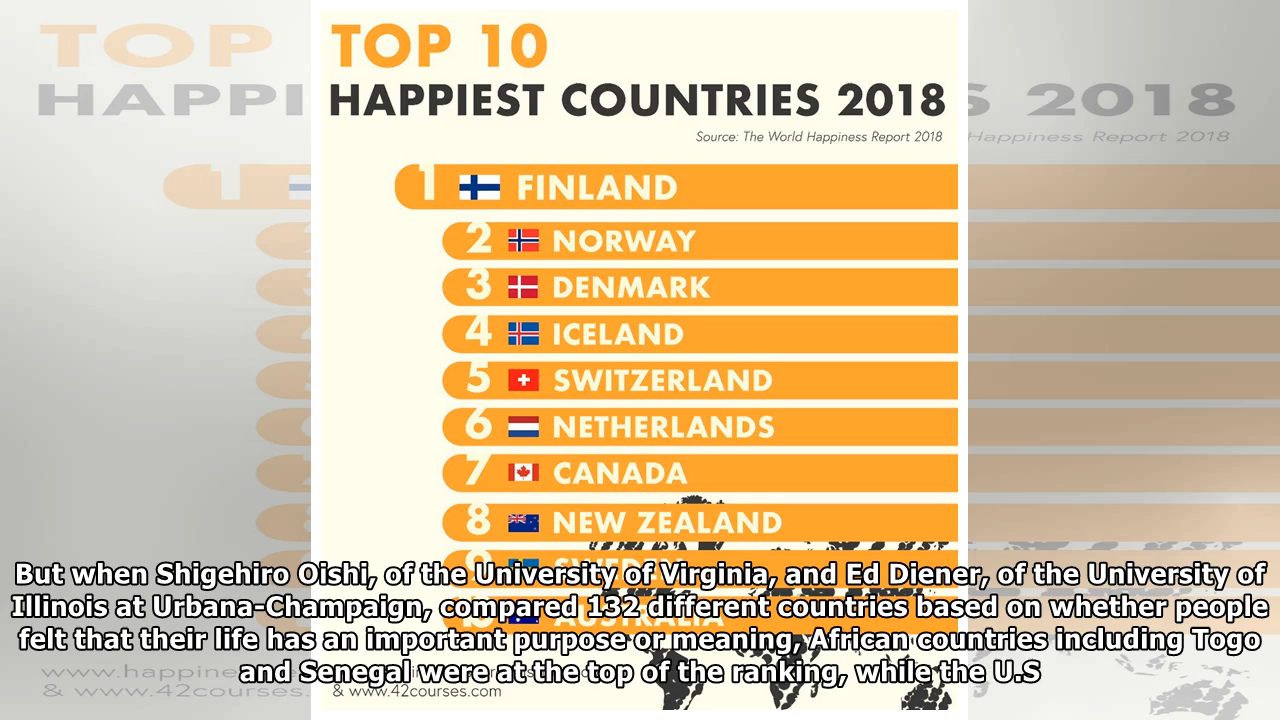 TOP 10
HAPPIEST COUNTRIES 2018
Source: The World Happiness Report 2018
1 FINLAND
2 NORWAY
3 DENMARK
4 ICELAND
5 SWITZERLAND
6 NETHERLANDS
7 CANADA
8 NEW ZEALAND
9 SWEDEN
10 AUSTRALIA
But when Shigehiro Oishi, of the University of Virginia, and Ed Diener, of the University of
Illinois at Urbana-Champaign, compared 132 different countries based on whether people
felt that their life has an important purpose or meaning, African countries including Togo
and Senegal were at the top of the ranking, while the U.S
& www.42courses.com